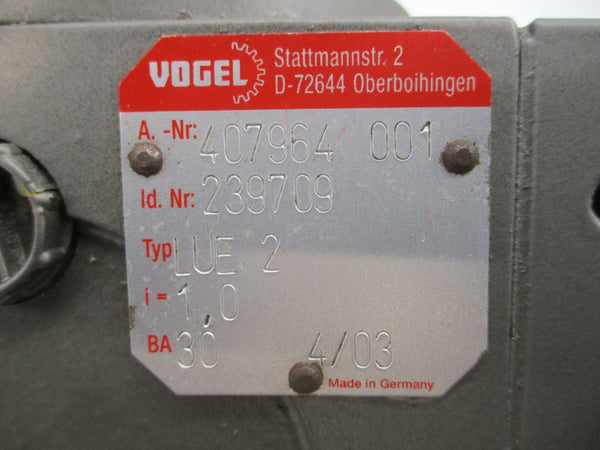 VOGEL
Stattmannstr. 2
D-72644 Oberboihingen
A. -Nr: 407964 001
Id. Nr: 239709
Typ LUE 2
i = 1,0
BA 30 4/03
Made in Germany